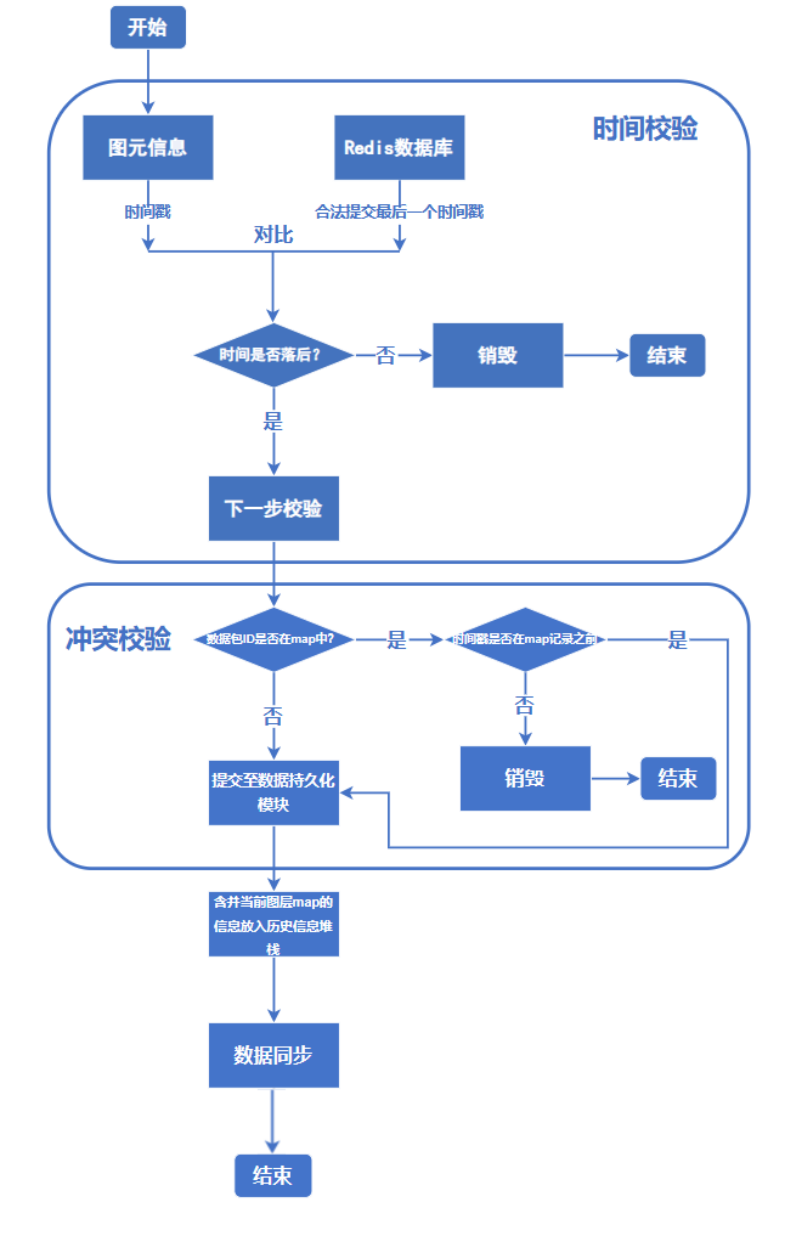 开始
时间校验
图元信息
Redis数据库
时间戳
合法提交最后一个时间戳
对比
时间是否落后？
否
销毁
结束
是
下一步校验
冲突校验
数据包ID是否在map中？
是
时间戳是否在map记录之前
是
否
否
提交至数据持久化
模块
销毁
结束
含并当前图层map的
信息放入历史信息堆
栈
数据同步
结束